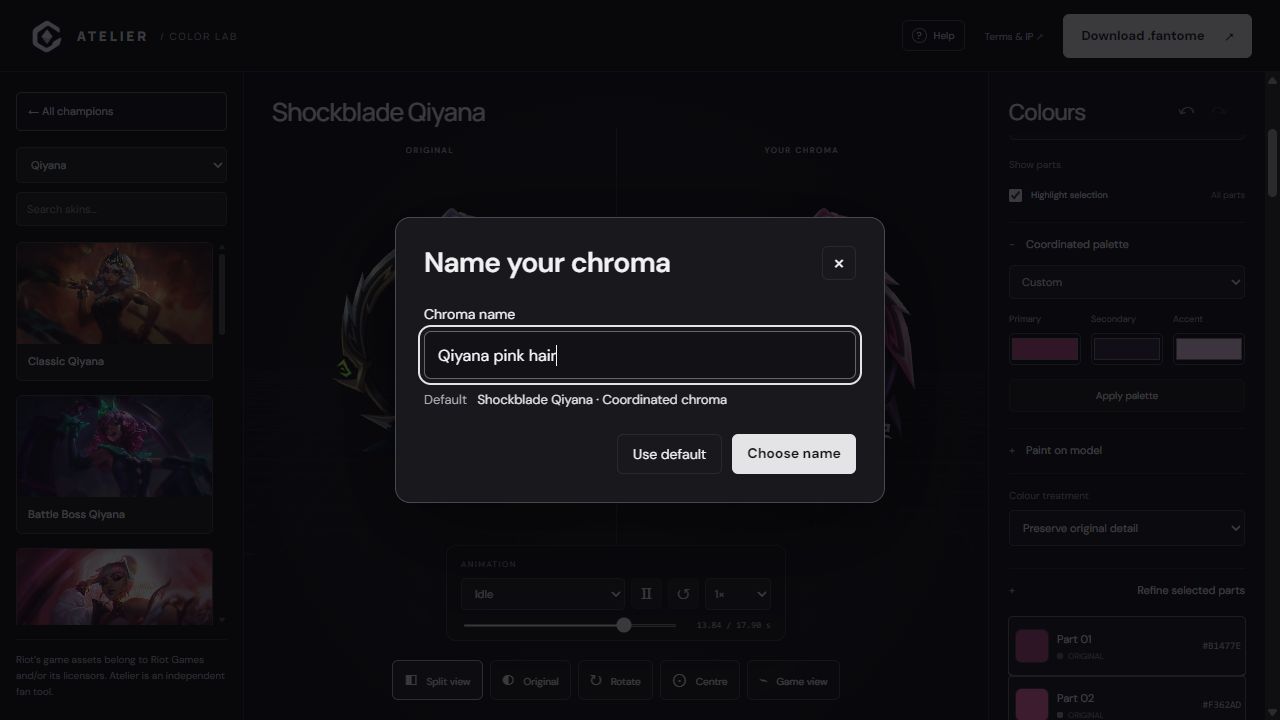 ATELIER / COLOR LAB
? Help
Terms & IP ↗
Download .fantome ↗
← All champions
Qiyana
Search skins…
Classic Qiyana
Battle Boss Qiyana
Riot's game assets belong to Riot Games
and/or its licensors. Atelier is an independent
fan tool.
Shockblade Qiyana
ORIGINAL
YOUR CHROMA
Name your chroma
×
Chroma name
Qiyana pink hair
Default Shockblade Qiyana · Coordinated chroma
Use default
Choose name
ANIMATION
Idle
1×
13.84 / 17.90 s
Split view
Original
Rotate
Centre
Game view
Colours
Show parts
Highlight selection
All parts
− Coordinated palette
Custom
Primary
Secondary
Accent
Apply palette
+ Paint on model
Colour treatment
Preserve original detail
+ Refine selected parts
Part 01
ORIGINAL
#B1477E
Part 02
ORIGINAL
#F362AD